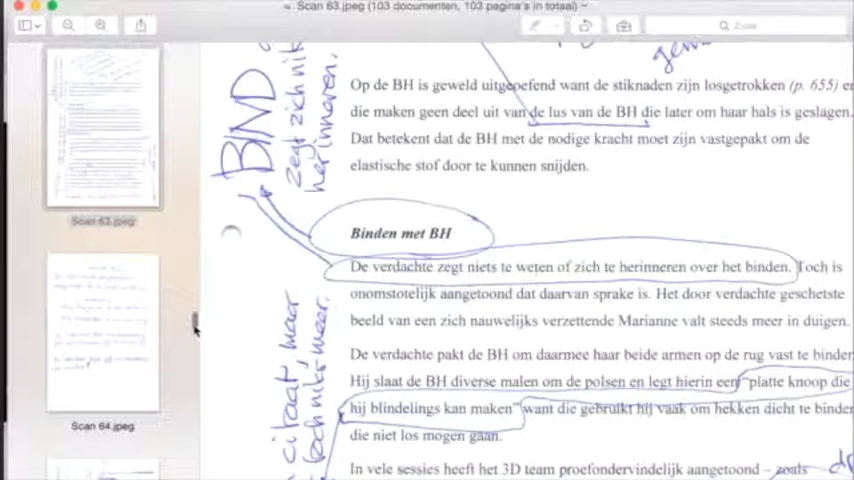 Scan 63.jpeg (103 documenten, 103 pagina's in totaal)
Zoek
Op de BH is geweld uitgeoefend want de stiknaden zijn losgetrokken (p. 655) en
die maken geen deel uit van de lus van de BH die later om haar hals is geslagen.
Dat betekent dat de BH met de nodige kracht moet zijn vastgepakt om de
elastische stof door te kunnen snijden.
BIND
zegt zich nik
herinneren.
Scan 63.jpeg
Binden met BH
De verdachte zegt niets te weten of zich te herinneren over het binden. Toch is
onomstotelijk aangetoond dat daarvan sprake is. Het door verdachte geschetste
beeld van een zich nauwelijks verzettende Marianne valt steeds meer in duigen.
De verdachte pakt de BH om daarmee haar beide armen op de rug vast te binden
Hij slaat de BH diverse malen om de polsen en legt hierin een "platte knoop die
hij blindelings kan maken" want die gebruikt hij vaak om hekken dicht te binden
die niet los mogen gaan.
citaat, maar
niks meer.
Scan 64.jpeg
In vele sessies heeft het 3D team proefondervindelijk aangetoond – zoals